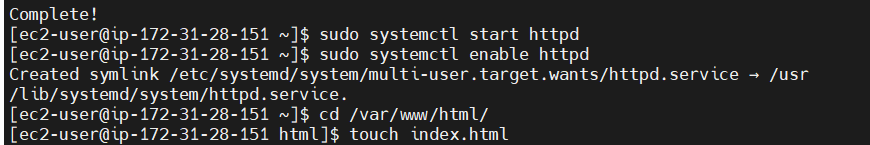 Complete!
[ec2-user@ip-172-31-28-151 ~]$ sudo systemctl start httpd
[ec2-user@ip-172-31-28-151 ~]$ sudo systemctl enable httpd
Created symlink /etc/systemd/system/multi-user.target.wants/httpd.service → /usr
/lib/systemd/system/httpd.service.
[ec2-user@ip-172-31-28-151 ~]$ cd /var/www/html/
[ec2-user@ip-172-31-28-151 html]$ touch index.html